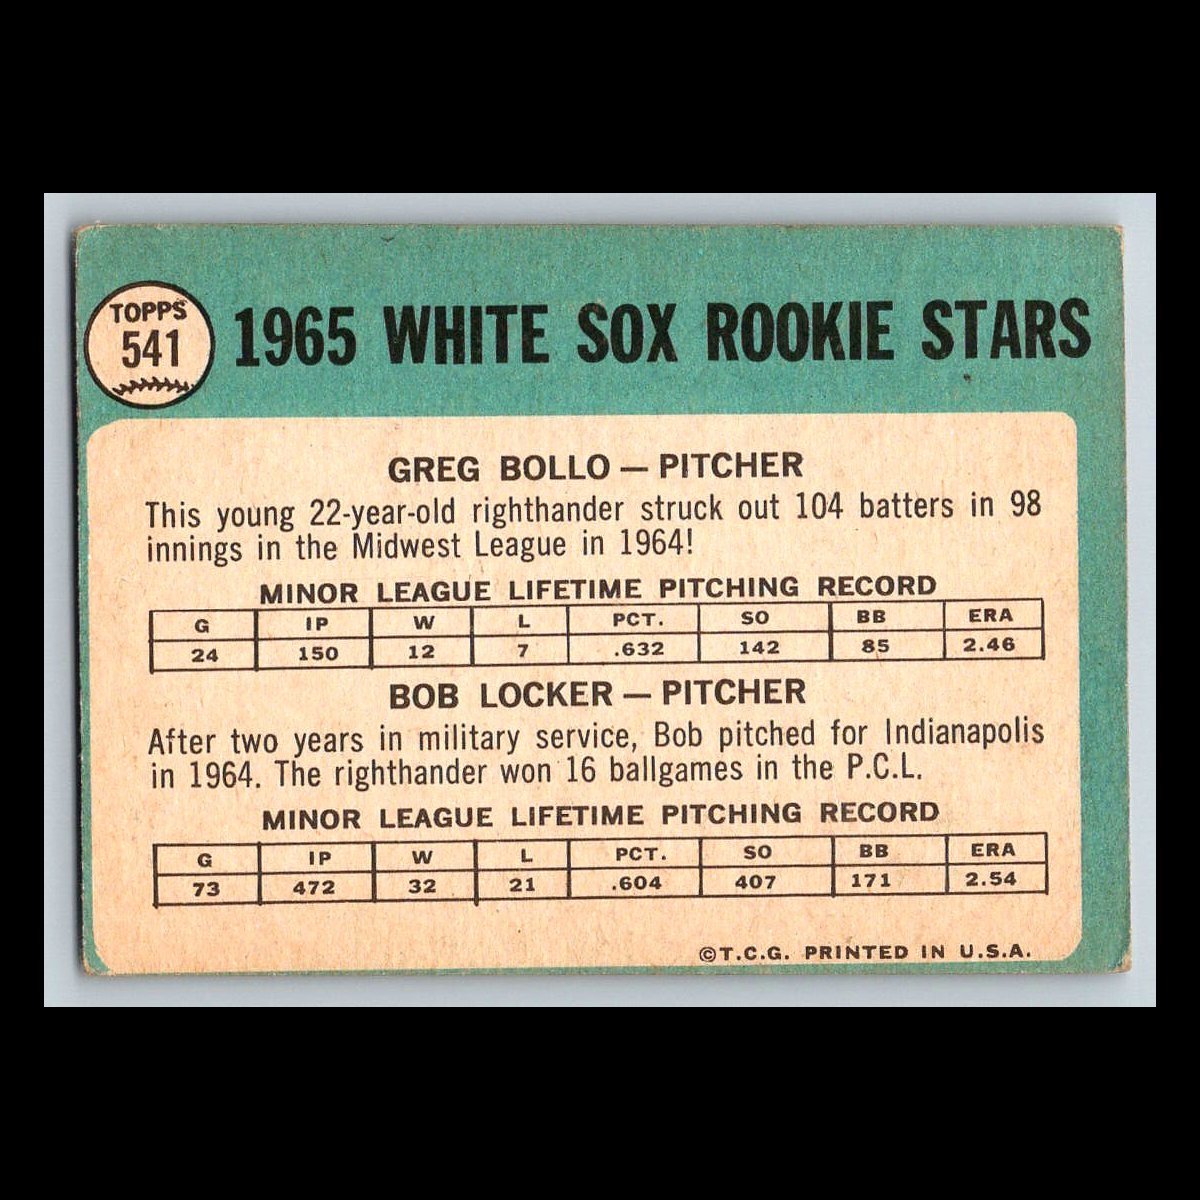 TOPPS
541
1965 WHITE SOX ROOKIE STARS
GREG BOLLO — PITCHER
This young 22-year-old righthander struck out 104 batters in 98
innings in the Midwest League in 1964!
MINOR LEAGUE LIFETIME PITCHING RECORD
G IP W L PCT. SO BB ERA
24 150 12 7 .632 142 85 2.46
BOB LOCKER — PITCHER
After two years in military service, Bob pitched for Indianapolis
in 1964. The righthander won 16 ballgames in the P.C.L.
MINOR LEAGUE LIFETIME PITCHING RECORD
G IP W L PCT. SO BB ERA
73 472 32 21 .604 407 171 2.54
©T.C.G. PRINTED IN U.S.A.